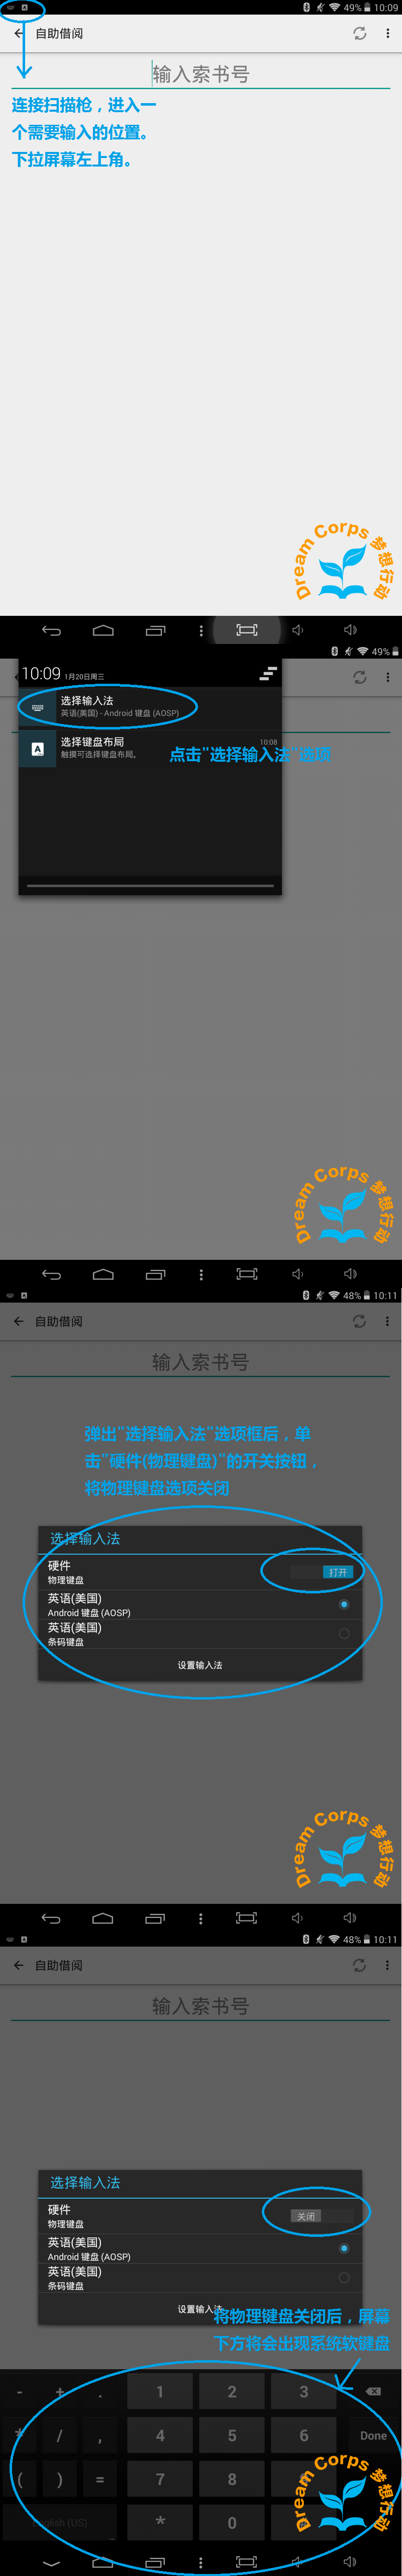 49% 10:09
自助借阅
输入索书号
连接扫描枪，进入一
个需要输入的位置。
下拉屏幕左上角。
Dream Corps 梦想行动
49%
10:09 1月20日周三
选择输入法
英语(美国) - Android 键盘 (AOSP)
选择键盘布局
10:08
触摸可选择键盘布局。
点击"选择输入法"选项
Dream Corps 梦想行动
48% 10:11
自助借阅
输入索书号
弹出"选择输入法"选项框后，单
击"硬件(物理键盘)"的开关按钮，
将物理键盘选项关闭
选择输入法
硬件
物理键盘
打开
英语(美国)
Android 键盘 (AOSP)
英语(美国)
条码键盘
设置输入法
Dream Corps 梦想行动
48% 10:11
自助借阅
输入索书号
选择输入法
硬件
物理键盘
关闭
英语(美国)
Android 键盘 (AOSP)
英语(美国)
条码键盘
设置输入法
将物理键盘关闭后，屏幕
下方将会出现系统软键盘
- + . 1 2 3
* / , 4 5 6 Done
( ) = 7 8
English (US) * 0
Dream Corps 梦想行动